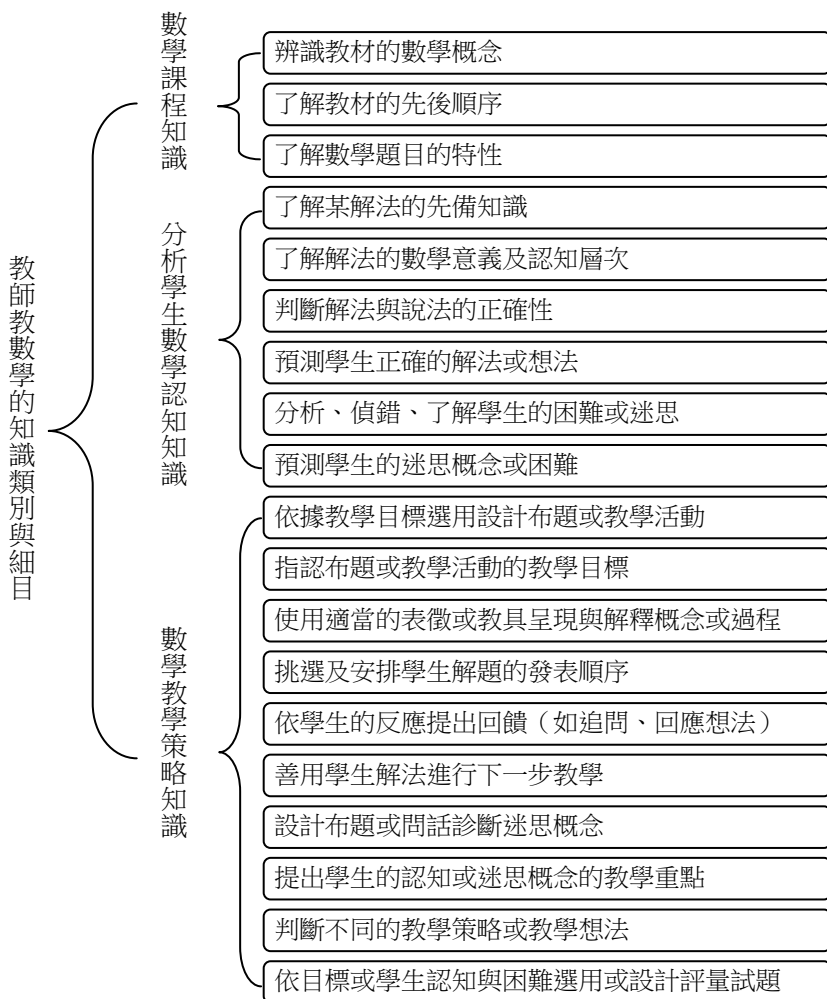 教師教數學的知識類別與細目
數學課程知識
辨識教材的數學概念
了解教材的先後順序
了解數學題目的特性
分析學生數學認知知識
了解某解法的先備知識
了解解法的數學意義及認知層次
判斷解法與說法的正確性
預測學生正確的解法或想法
分析、偵錯、了解學生的困難或迷思
預測學生的迷思概念或困難
數學教學策略知識
依據教學目標選用設計布題或教學活動
指認布題或教學活動的教學目標
使用適當的表徵或教具呈現與解釋概念或過程
挑選及安排學生解題的發表順序
依學生的反應提出回饋（如追問、回應想法）
善用學生解法進行下一步教學
設計布題或問話診斷迷思概念
提出學生的認知或迷思概念的教學重點
判斷不同的教學策略或教學想法
依目標或學生認知與困難選用或設計評量試題